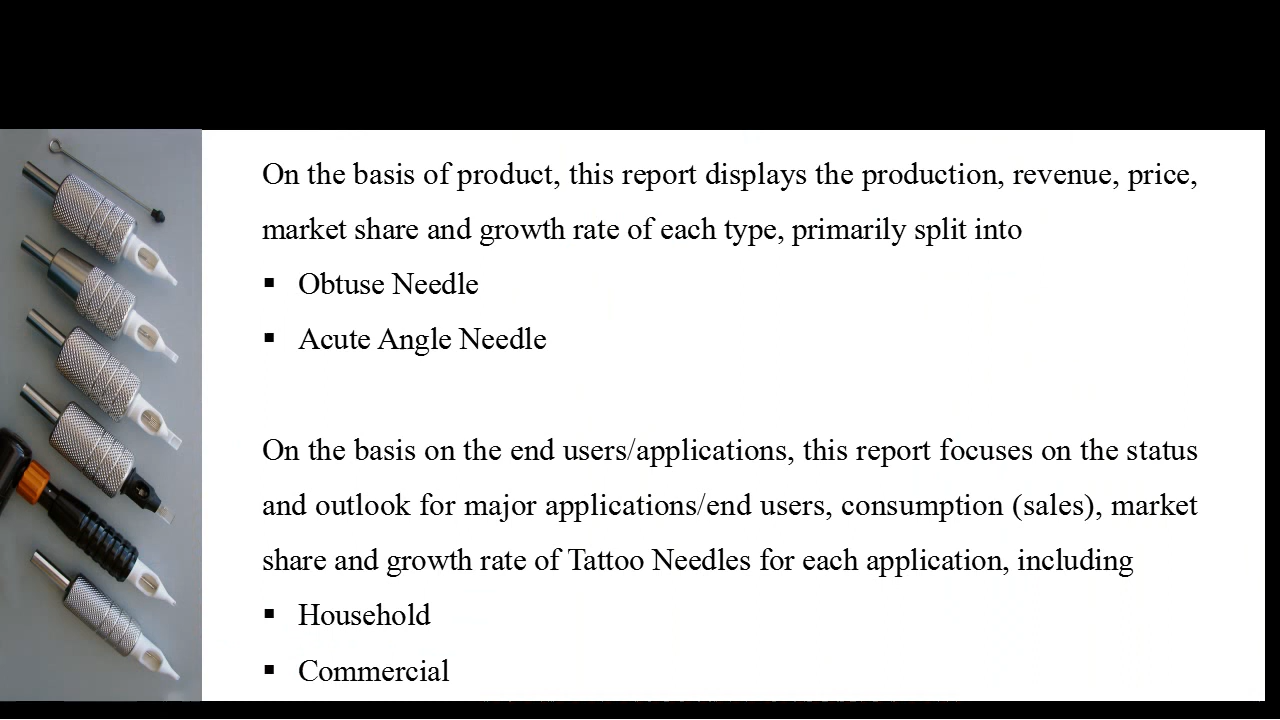 On the basis of product, this report displays the production, revenue, price,
market share and growth rate of each type, primarily split into
▪ Obtuse Needle
▪ Acute Angle Needle
On the basis on the end users/applications, this report focuses on the status
and outlook for major applications/end users, consumption (sales), market
share and growth rate of Tattoo Needles for each application, including
▪ Household
▪ Commercial